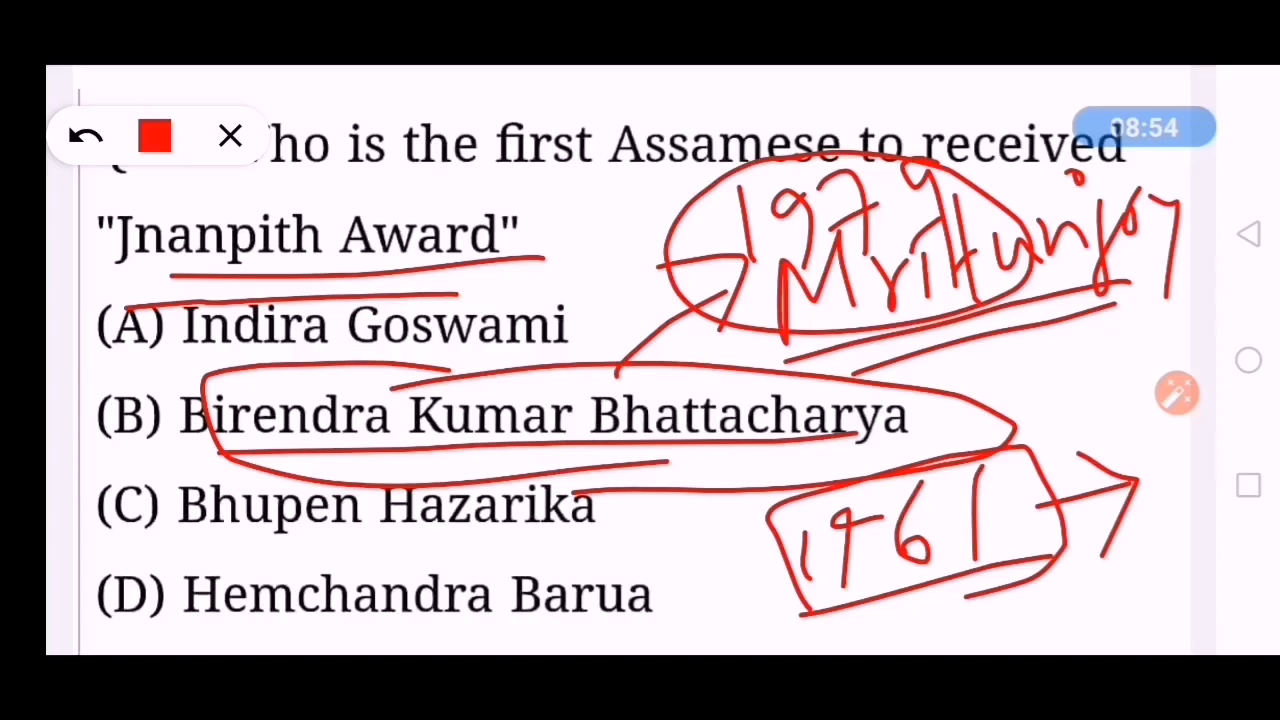 ho is the first Assamese to received
08:54
"Jnanpith Award"
1979
Mrityunjoy
(A) Indira Goswami
(B) Birendra Kumar Bhattacharya
(C) Bhupen Hazarika
1961
(D) Hemchandra Barua